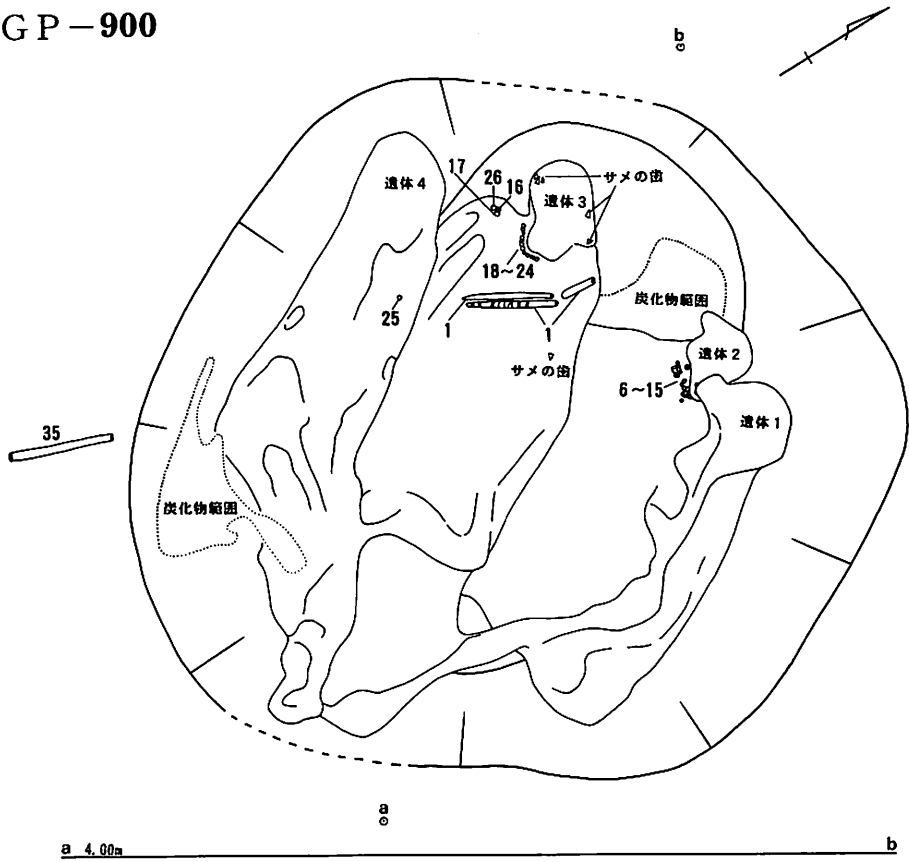 GP－900
b
遺体4
17
26
16
サメの歯
遺体3
18～24
炭化物範囲
25
1
1
サメの歯
遺体2
6～15
遺体1
35
炭化物範囲
a
a 4.00m
b